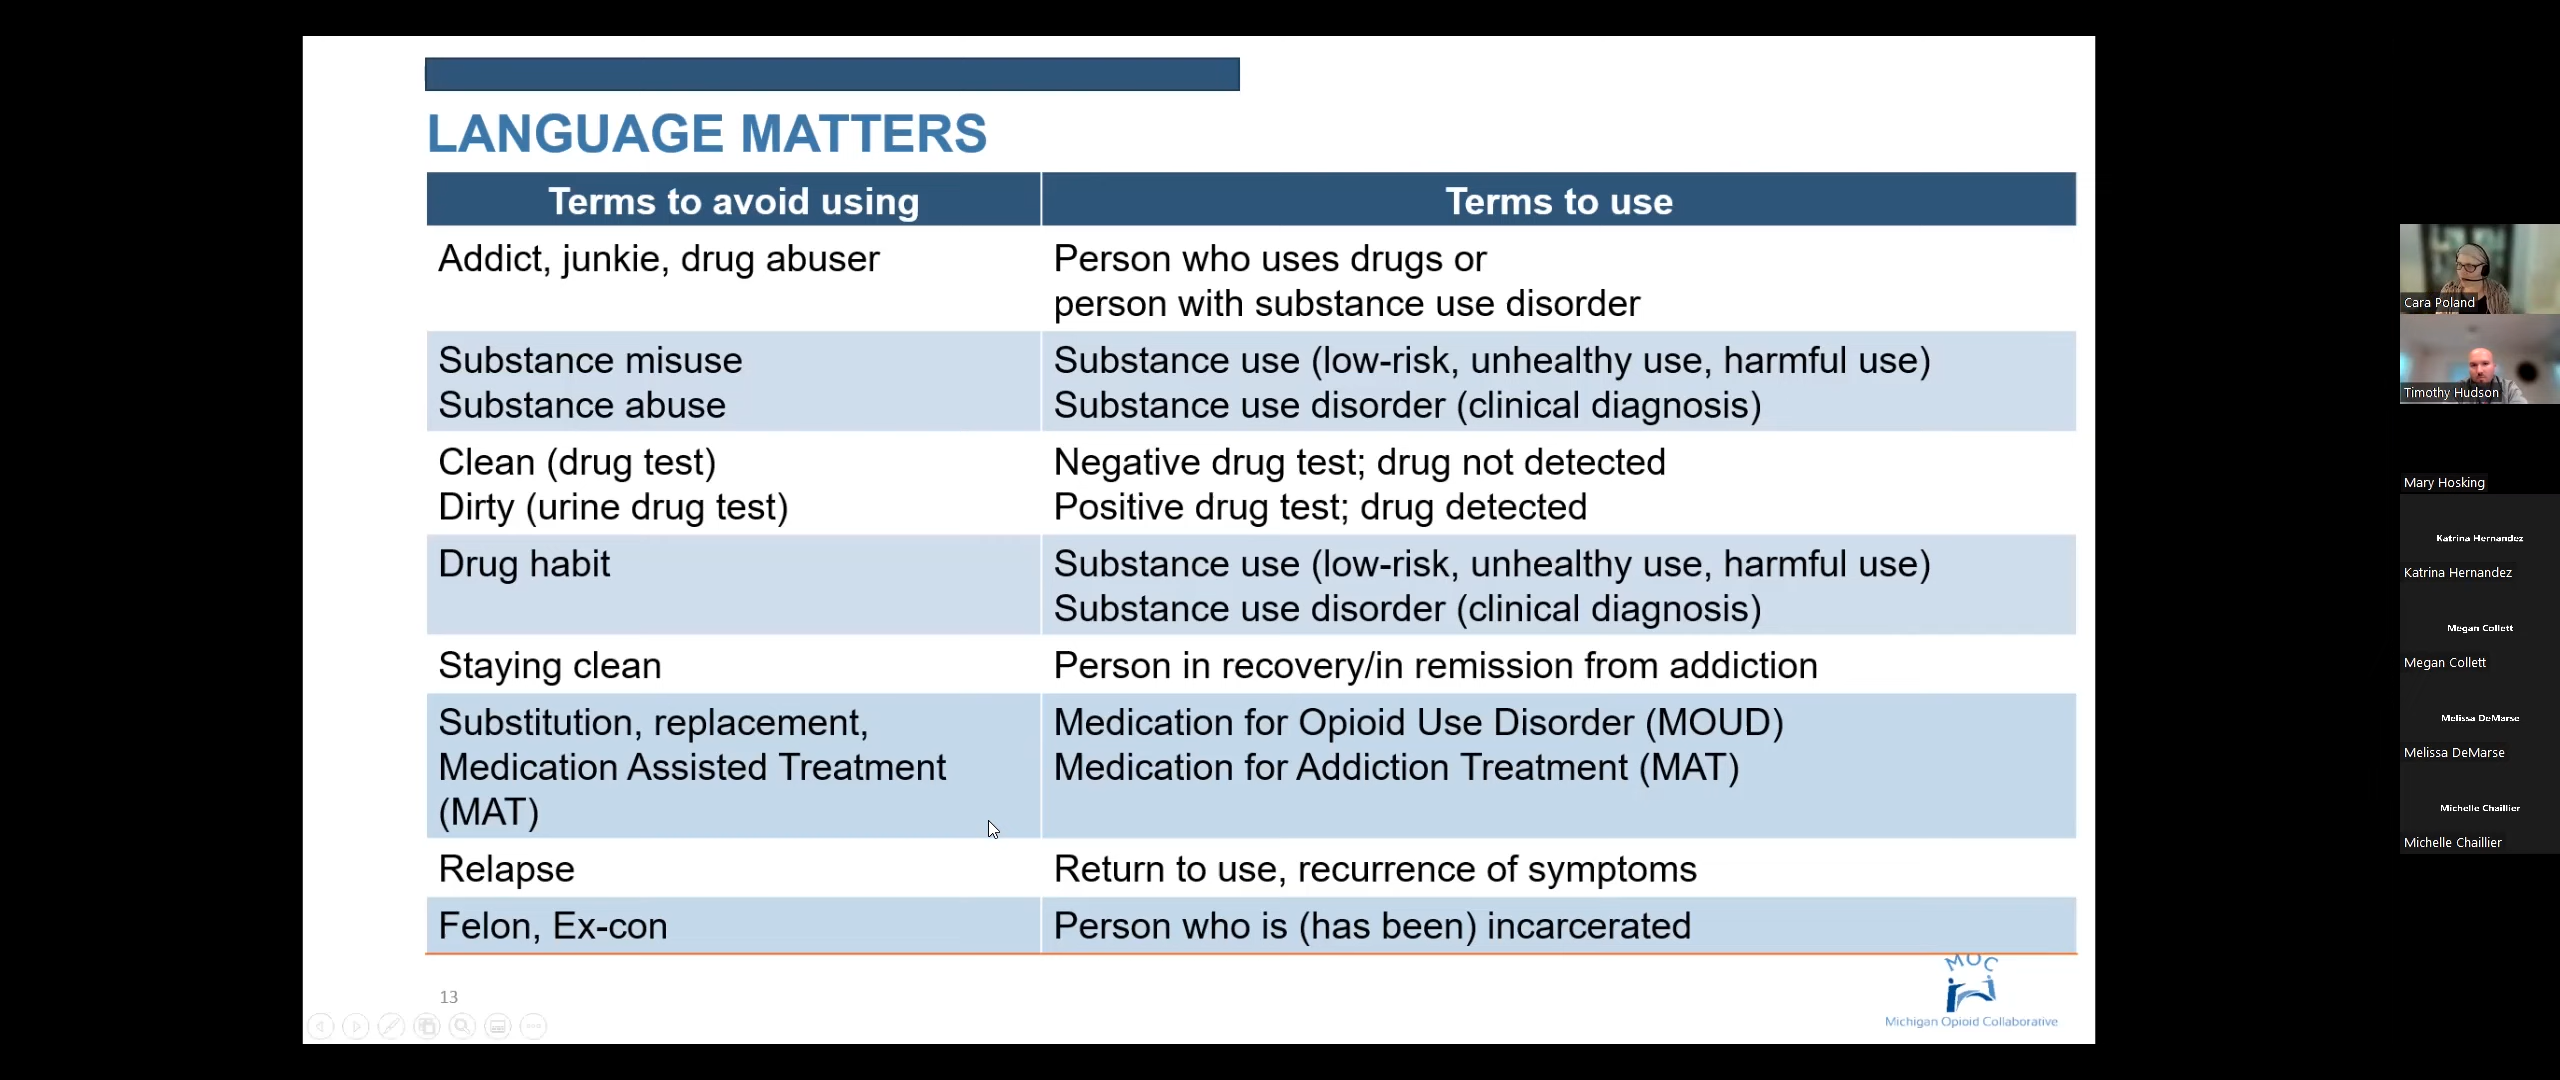 LANGUAGE MATTERS
Terms to avoid using
Terms to use
Addict, junkie, drug abuser
Person who uses drugs or
person with substance use disorder
Substance misuse
Substance abuse
Substance use (low-risk, unhealthy use, harmful use)
Substance use disorder (clinical diagnosis)
Clean (drug test)
Dirty (urine drug test)
Negative drug test; drug not detected
Positive drug test; drug detected
Drug habit
Substance use (low-risk, unhealthy use, harmful use)
Substance use disorder (clinical diagnosis)
Staying clean
Person in recovery/in remission from addiction
Substitution, replacement,
Medication Assisted Treatment
(MAT)
Medication for Opioid Use Disorder (MOUD)
Medication for Addiction Treatment (MAT)
Relapse
Return to use, recurrence of symptoms
Felon, Ex-con
Person who is (has been) incarcerated
13
MOC
Michigan Opioid Collaborative
Cara Poland
Timothy Hudson
Mary Hosking
Katrina Hernandez
Katrina Hernandez
Megan Collett
Megan Collett
Melissa DeMarse
Melissa DeMarse
Michelle Chaillier
Michelle Chaillier